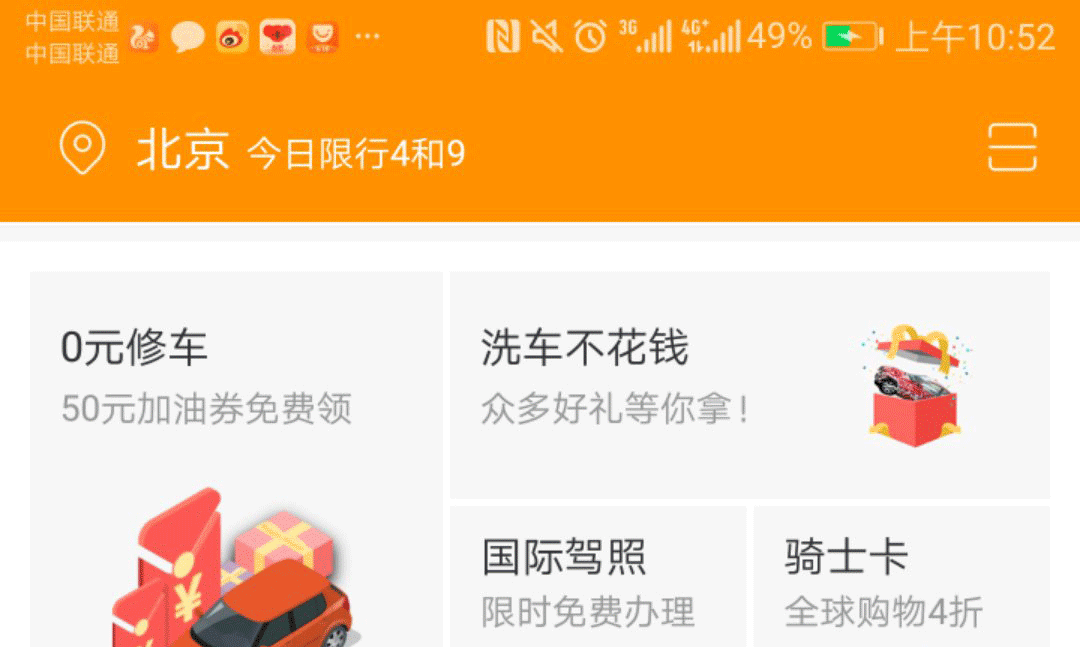 中国联通
中国联通
3G 4G+ 49% 上午10:52
北京 今日限行4和9
0元修车
50元加油券免费领
洗车不花钱
众多好礼等你拿!
国际驾照
限时免费办理
骑士卡
全球购物4折